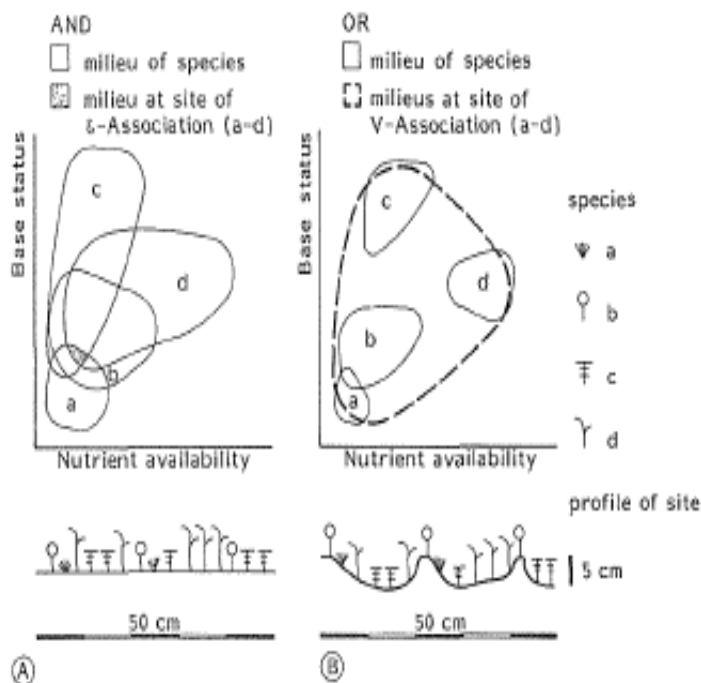 AND
milieu of species
milieu at site of
ε-Association (a-d)
Base status
c
d
b
a
Nutrient availability
50 cm
A
OR
milieu of species
milieus at site of
V-Association (a-d)
Base status
c
d
b
a
Nutrient availability
50 cm
B
species
a
b
c
d
profile of site
5 cm